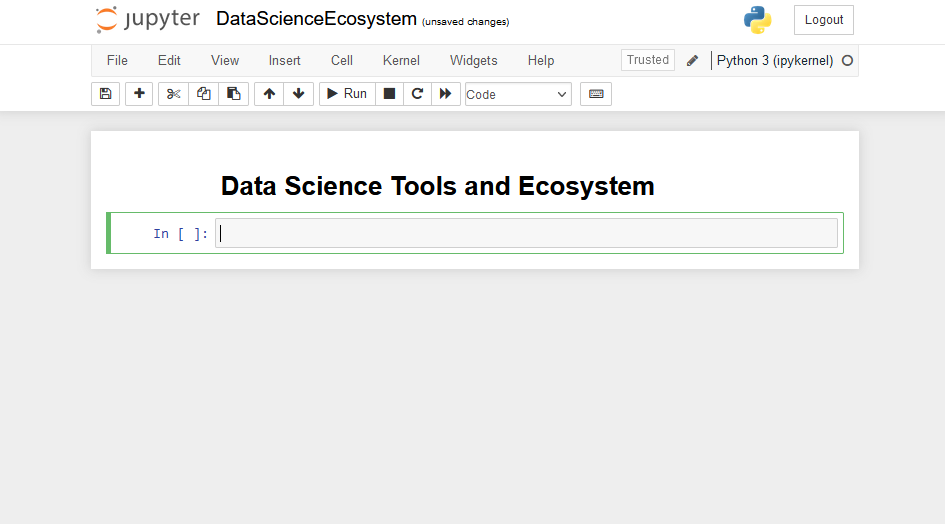 jupyter DataScienceEcosystem (unsaved changes) Logout
File Edit View Insert Cell Kernel Widgets Help Trusted Python 3 (ipykernel)
Run Code
Data Science Tools and Ecosystem
In [ ]: